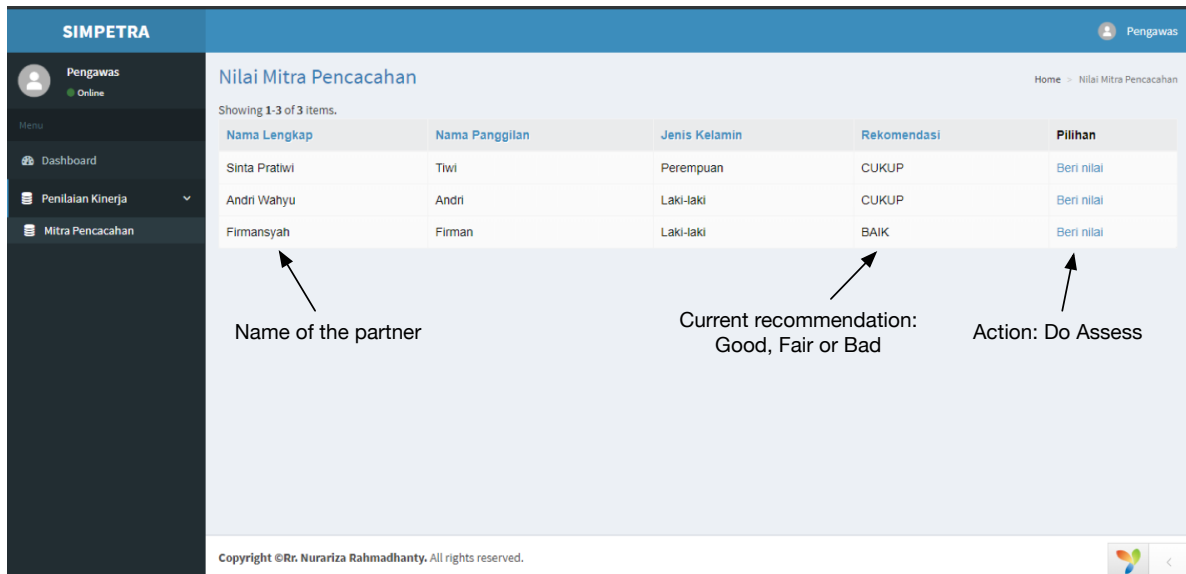 SIMPETRA
Pengawas
Pengawas
Online
Nilai Mitra Pencacahan
Home > Nilai Mitra Pencacahan
Menu
Showing 1-3 of 3 items.
Nama Lengkap Nama Panggilan Jenis Kelamin Rekomendasi Pilihan
Dashboard
Sinta Pratiwi Tiwi Perempuan CUKUP Beri nilai
Penilaian Kinerja
Andri Wahyu Andri Laki-laki CUKUP Beri nilai
Mitra Pencacahan
Firmansyah Firman Laki-laki BAIK Beri nilai
Name of the partner
Current recommendation:
Good, Fair or Bad
Action: Do Assess
Copyright ©Rr. Nurariza Rahmadhanty. All rights reserved.